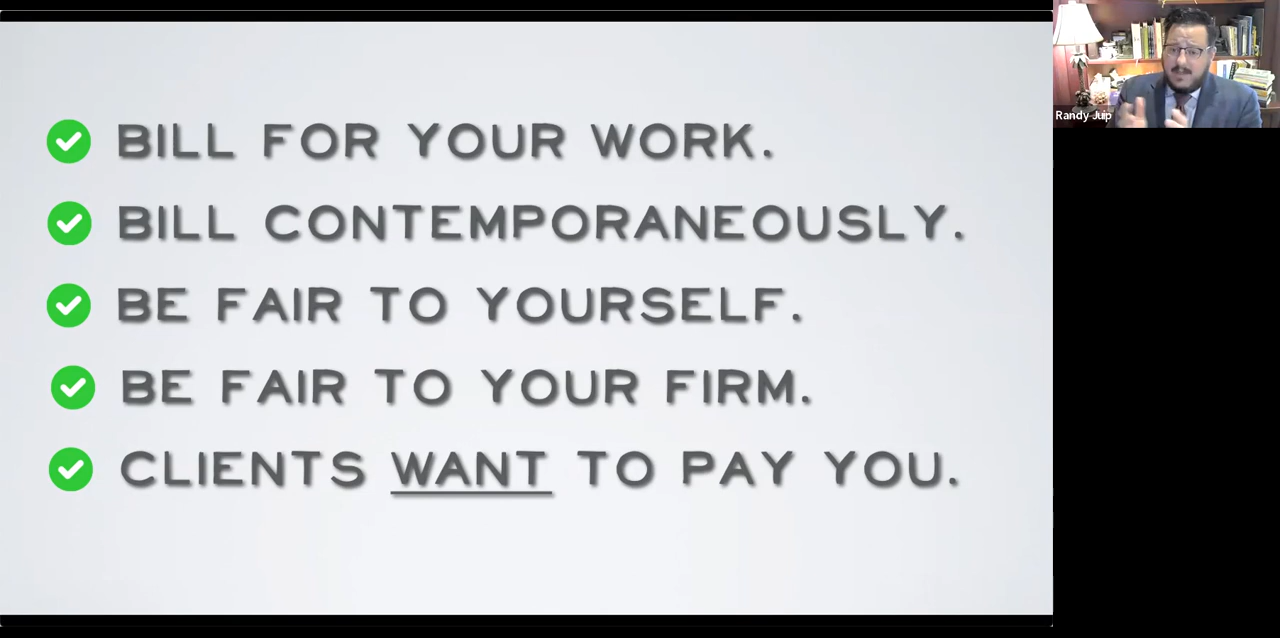 BILL FOR YOUR WORK.
BILL CONTEMPORANEOUSLY.
BE FAIR TO YOURSELF.
BE FAIR TO YOUR FIRM.
CLIENTS WANT TO PAY YOU.
Randy Juip